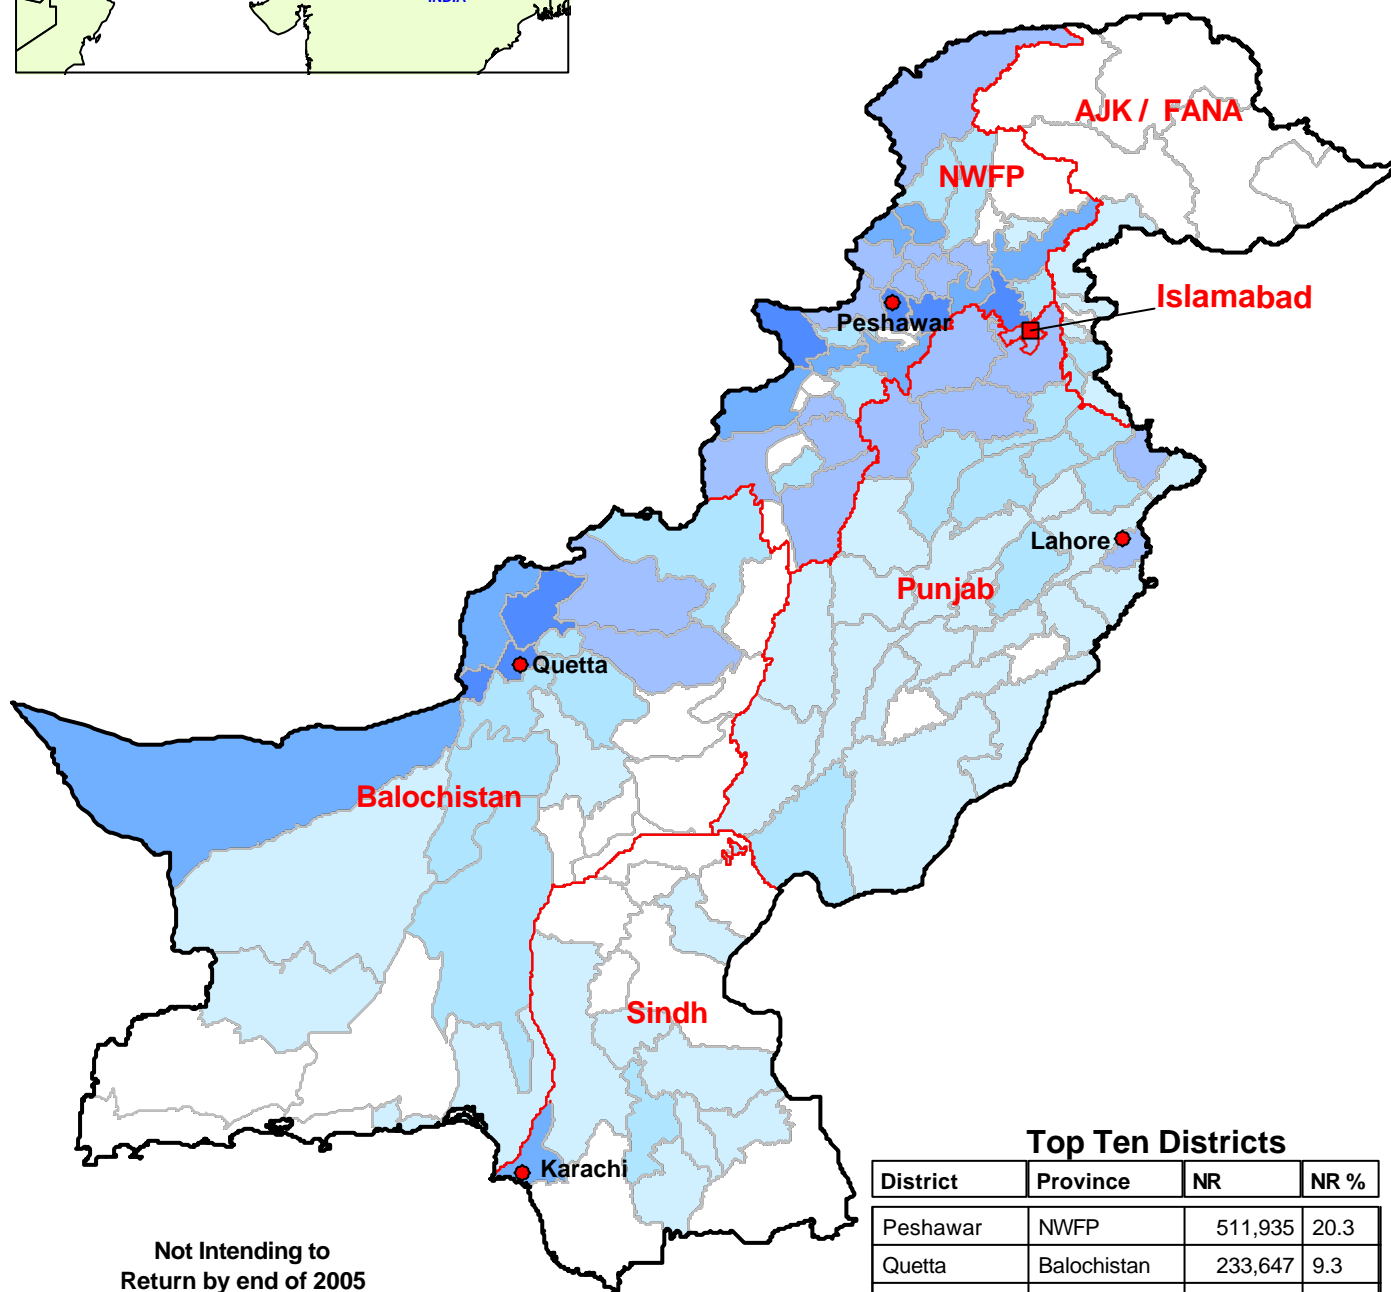 INDIA
AJK / FANA
NWFP
Islamabad
Peshawar
Lahore
Punjab
Quetta
Balochistan
Sindh
Karachi
Not Intending to
Return by end of 2005
Top Ten Districts
District Province NR NR %
Peshawar NWFP 511,935 20.3
Quetta Balochistan 233,647 9.3